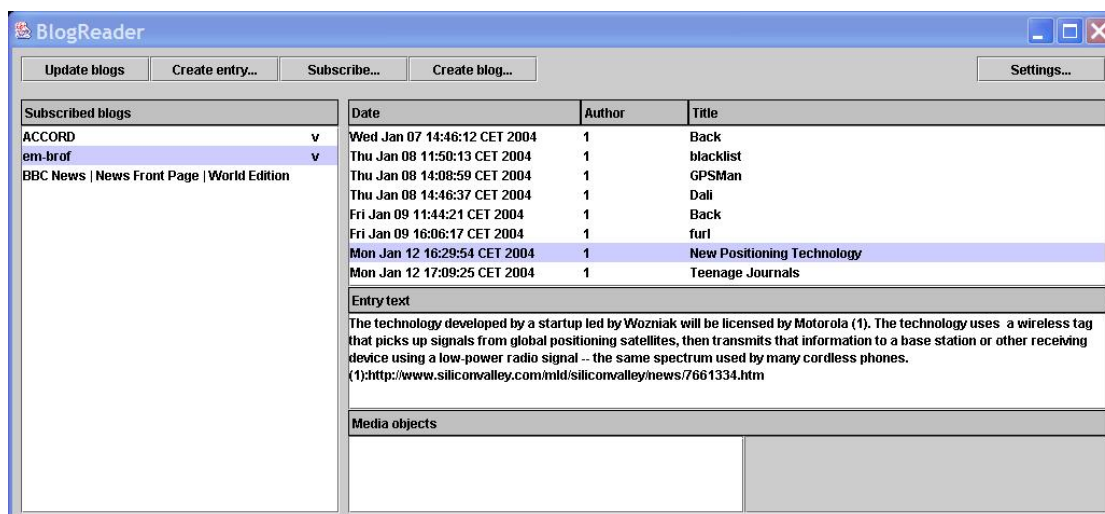 BlogReader
Update blogs Create entry... Subscribe... Create blog... Settings...
Subscribed blogs
ACCORD v
em-brof v
BBC News | News Front Page | World Edition
Date Author Title
Wed Jan 07 14:46:12 CET 2004 1 Back
Thu Jan 08 11:50:13 CET 2004 1 blacklist
Thu Jan 08 14:08:59 CET 2004 1 GPSMan
Thu Jan 08 14:46:37 CET 2004 1 Dali
Fri Jan 09 11:44:21 CET 2004 1 Back
Fri Jan 09 16:06:17 CET 2004 1 furl
Mon Jan 12 16:29:54 CET 2004 1 New Positioning Technology
Mon Jan 12 17:09:25 CET 2004 1 Teenage Journals
Entry text
The technology developed by a startup led by Wozniak will be licensed by Motorola (1). The technology uses a wireless tag
that picks up signals from global positioning satellites, then transmits that information to a base station or other receiving
device using a low-power radio signal -- the same spectrum used by many cordless phones.
(1):http://www.siliconvalley.com/mld/siliconvalley/news/7661334.htm
Media objects